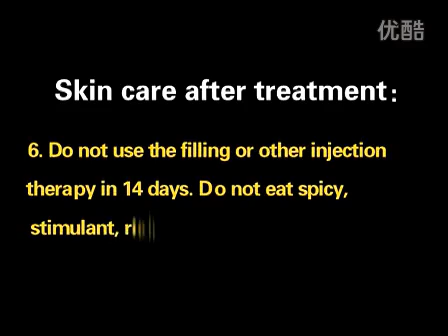 优酷
Skin care after treatment:
6. Do not use the filling or other injection
therapy in 14 days. Do not eat spicy,
stimulant,